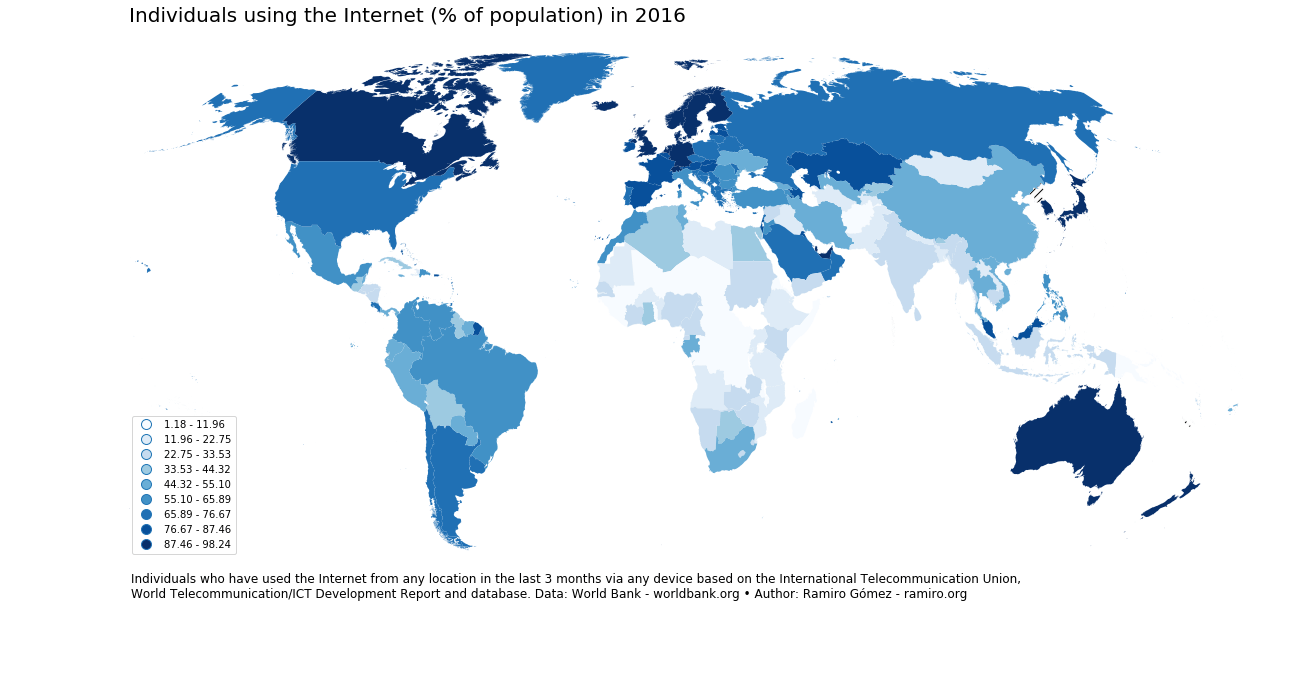 Individuals using the Internet (% of population) in 2016
1.18 - 11.96
11.96 - 22.75
22.75 - 33.53
33.53 - 44.32
44.32 - 55.10
55.10 - 65.89
65.89 - 76.67
76.67 - 87.46
87.46 - 98.24
Individuals who have used the Internet from any location in the last 3 months via any device based on the International Telecommunication Union,
World Telecommunication/ICT Development Report and database. Data: World Bank - worldbank.org • Author: Ramiro Gómez - ramiro.org